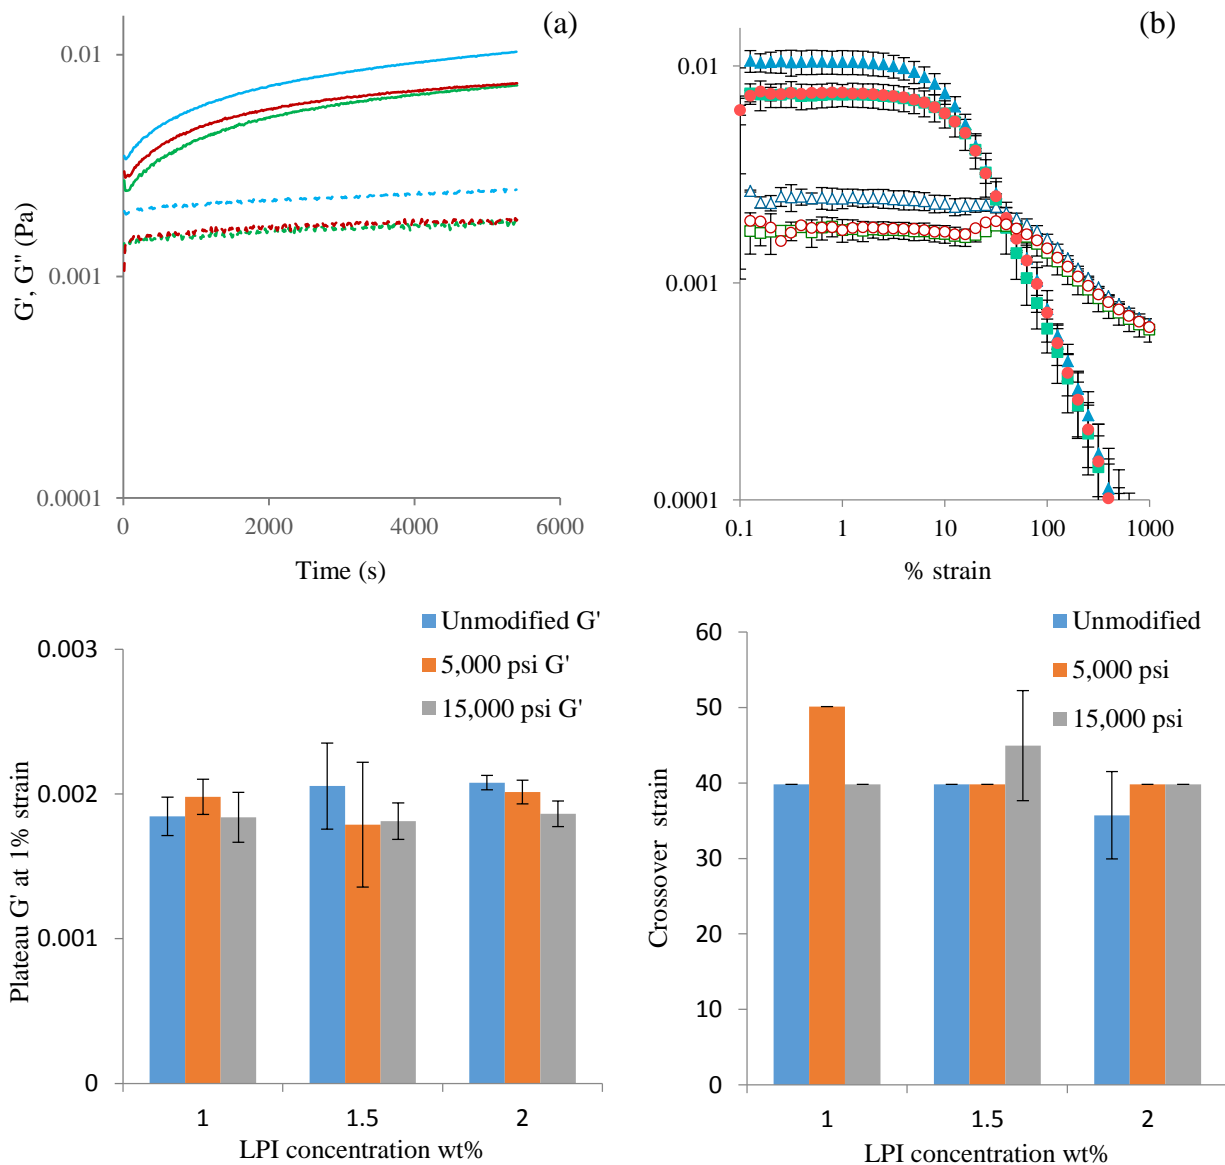 (a)
G', G" (Pa)
0.01
0.001
0.0001
0
2000
4000
6000
Time (s)
(b)
0.01
0.001
0.0001
0.1
1
10
100
1000
% strain
Unmodified G'
5,000 psi G'
15,000 psi G'
Plateau G' at 1% strain
0.003
0.002
0.001
0
1
1.5
2
LPI concentration wt%
Unmodified
5,000 psi
15,000 psi
Crossover strain
60
50
40
30
20
10
0
1
1.5
2
LPI concentration wt%